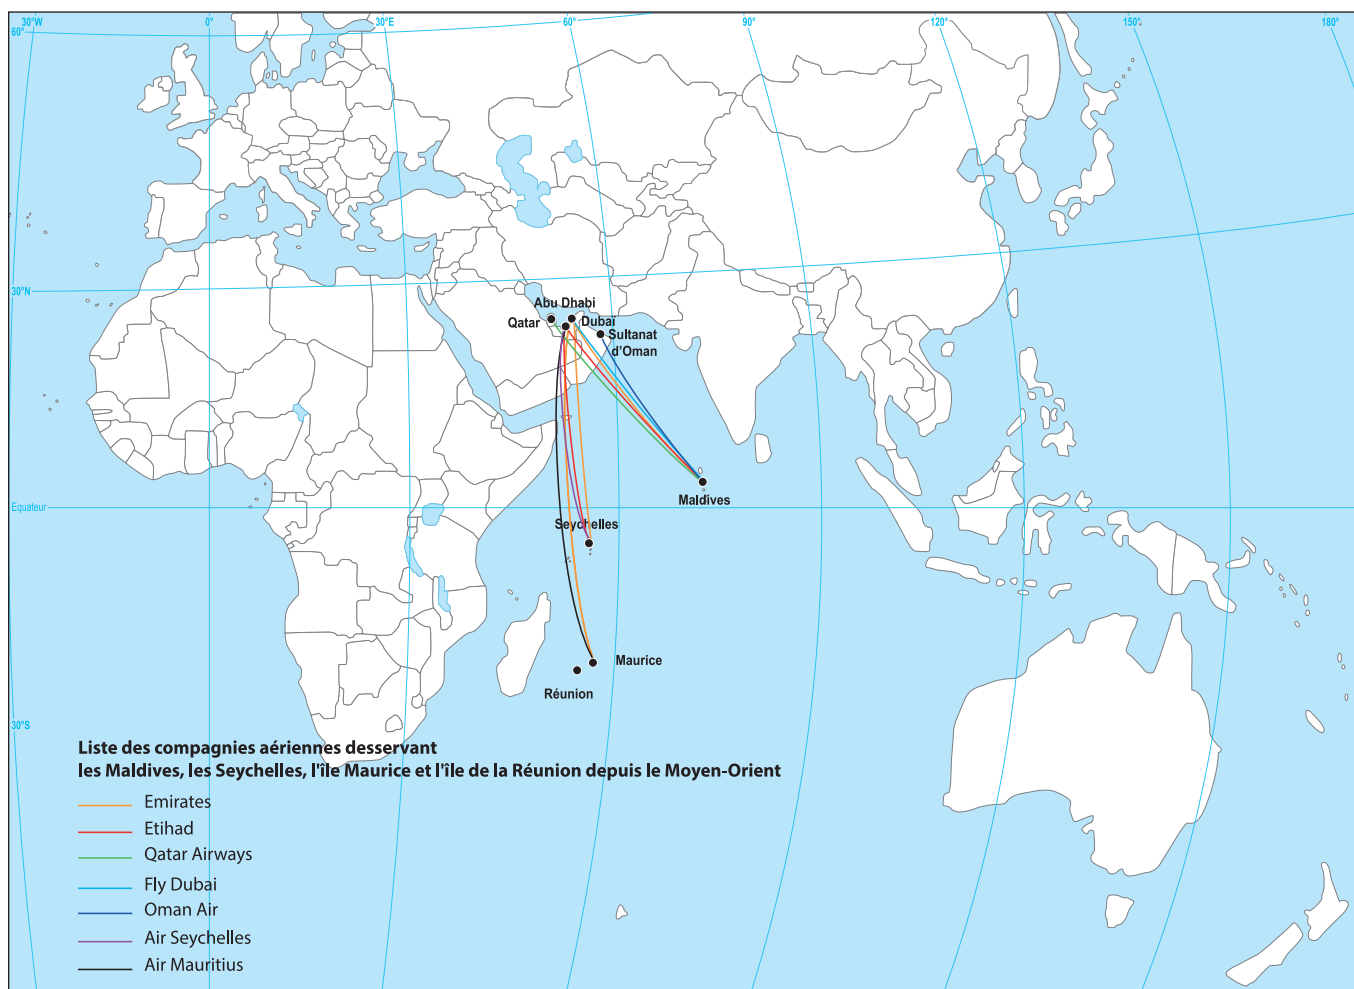 30°W
0°
30°E
60°
90°
120°
150°
180°
60°
30°N
Abu Dhabi
Qatar
Dubaï
Sultanat
d'Oman
Maldives
Equateur
Seychelles
Maurice
Réunion
30°S
Liste des compagnies aériennes desservant
les Maldives, les Seychelles, l'île Maurice et l'île de la Réunion depuis le Moyen-Orient
Emirates
Etihad
Qatar Airways
Fly Dubai
Oman Air
Air Seychelles
Air Mauritius